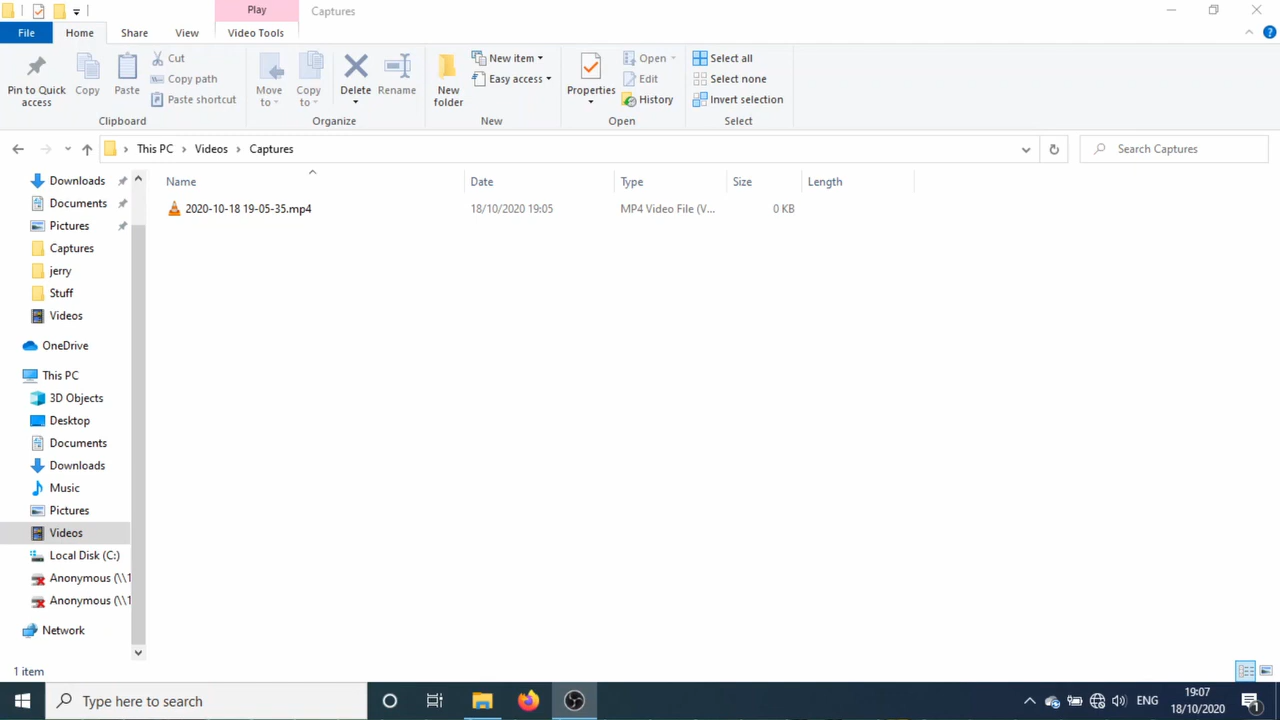 Play
Captures
File
Home
Share
View
Video Tools
Pin to Quick access
Copy
Paste
Cut
Copy path
Paste shortcut
Clipboard
Move to
Copy to
Delete
Rename
Organize
New folder
New item
Easy access
New
Properties
Open
Edit
History
Open
Select all
Select none
Invert selection
Select
This PC > Videos > Captures
Search Captures
Name
Date
Type
Size
Length
2020-10-18 19-05-35.mp4
18/10/2020 19:05
MP4 Video File (V...
0 KB
Downloads
Documents
Pictures
Captures
jerry
Stuff
Videos
OneDrive
This PC
3D Objects
Desktop
Documents
Downloads
Music
Pictures
Videos
Local Disk (C:)
Anonymous (\\1
Anonymous (\\1
Network
1 item
Type here to search
ENG
19:07
18/10/2020
1